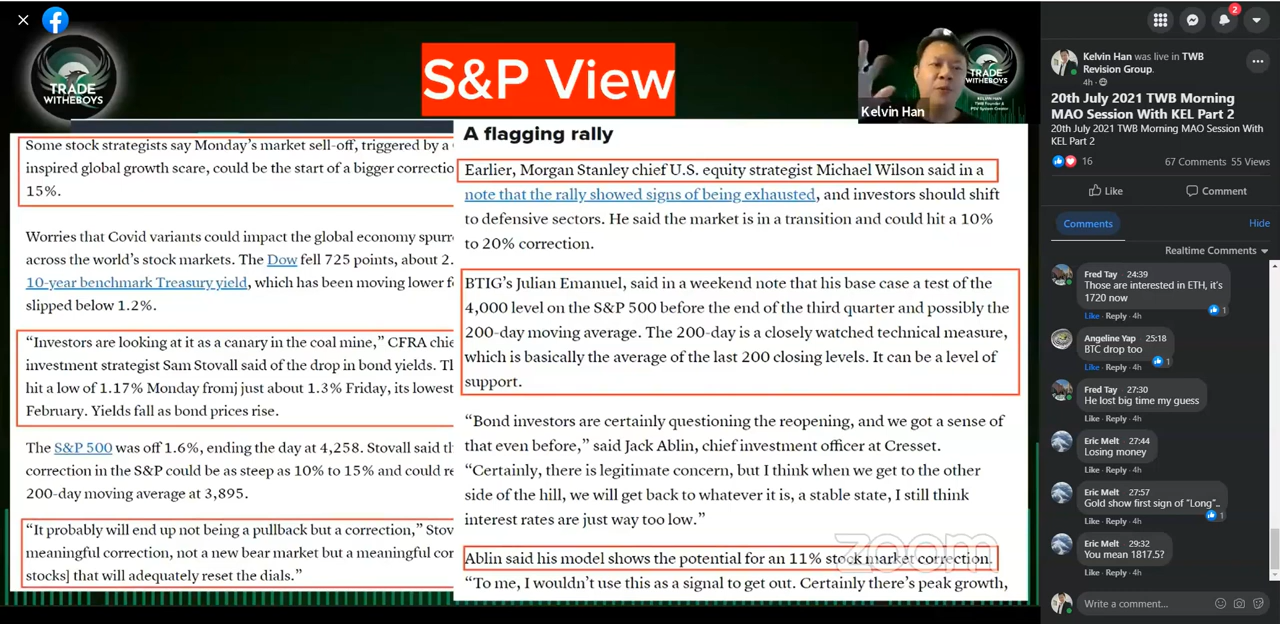 S&P View
TRADE
WITHEBOYS
TRADE
WITHEBOYS
KELVIN HAN
TWB Founder &
Kelvin Han
Some stock strategists say Monday's market sell-off, triggered by a
inspired global growth scare, could be the start of a bigger correctio
15%.
Worries that Covid variants could impact the global economy spurre
across the world's stock markets. The Dow fell 725 points, about 2.
10-year benchmark Treasury yield, which has been moving lower f
slipped below 1.2%.
“Investors are looking at it as a canary in the coal mine,” CFRA chie
investment strategist Sam Stovall said of the drop in bond yields. T
hit a low of 1.17% Monday fromj just about 1.3% Friday, its lowest
February. Yields fall as bond prices rise.
The S&P 500 was off 1.6%, ending the day at 4,258. Stovall said th
correction in the S&P could be as steep as 10% to 15% and could re
200-day moving average at 3,895.
“It probably will end up not being a pullback but a correction,” Stov
meaningful correction, not a new bear market but a meaningful cor
stocks] that will adequately reset the dials.”
A flagging rally
Earlier, Morgan Stanley chief U.S. equity strategist Michael Wilson said in a
note that the rally showed signs of being exhausted, and investors should shift
to defensive sectors. He said the market is in a transition and could hit a 10%
to 20% correction.
BTIG's Julian Emanuel, said in a weekend note that his base case a test of the
4,000 level on the S&P 500 before the end of the third quarter and possibly the
200-day moving average. The 200-day is a closely watched technical measure,
which is basically the average of the last 200 closing levels. It can be a level of
support.
“Bond investors are certainly questioning the reopening, and we got a sense of
that even before,” said Jack Ablin, chief investment officer at Cresset.
“Certainly, there is legitimate concern, but I think when we get to the other
side of the hill, we will get back to whatever it is, a stable state, I still think
interest rates are just way too low.”
Ablin said his model shows the potential for an 11% stock market correction.
“To me, I wouldn't use this as a signal to get out. Certainly there's peak growth,
zoom
2
Kelvin Han was live in TWB
Revision Group.
4h ·
20th July 2021 TWB Morning
MAO Session With KEL Part 2
20th July 2021 TWB Morning MAO Session With
KEL Part 2
16
67 Comments 55 Views
Like
Comment
Comments
Hide
Realtime Comments
Fred Tay 24:39
Those are interested in ETH, it's
1720 now
1
Like · Reply · 4h
Angeline Yap 25:18
BTC drop too
1
Like · Reply · 4h
Fred Tay 27:30
He lost big time my guess
Like · Reply · 4h
Eric Melt 27:44
Losing money
Like · Reply · 4h
Eric Melt 27:57
Gold show first sign of “Long”..
1
Like · Reply · 4h
Eric Melt 29:32
You mean 1817.5?
Like · Reply · 4h
Write a comment...